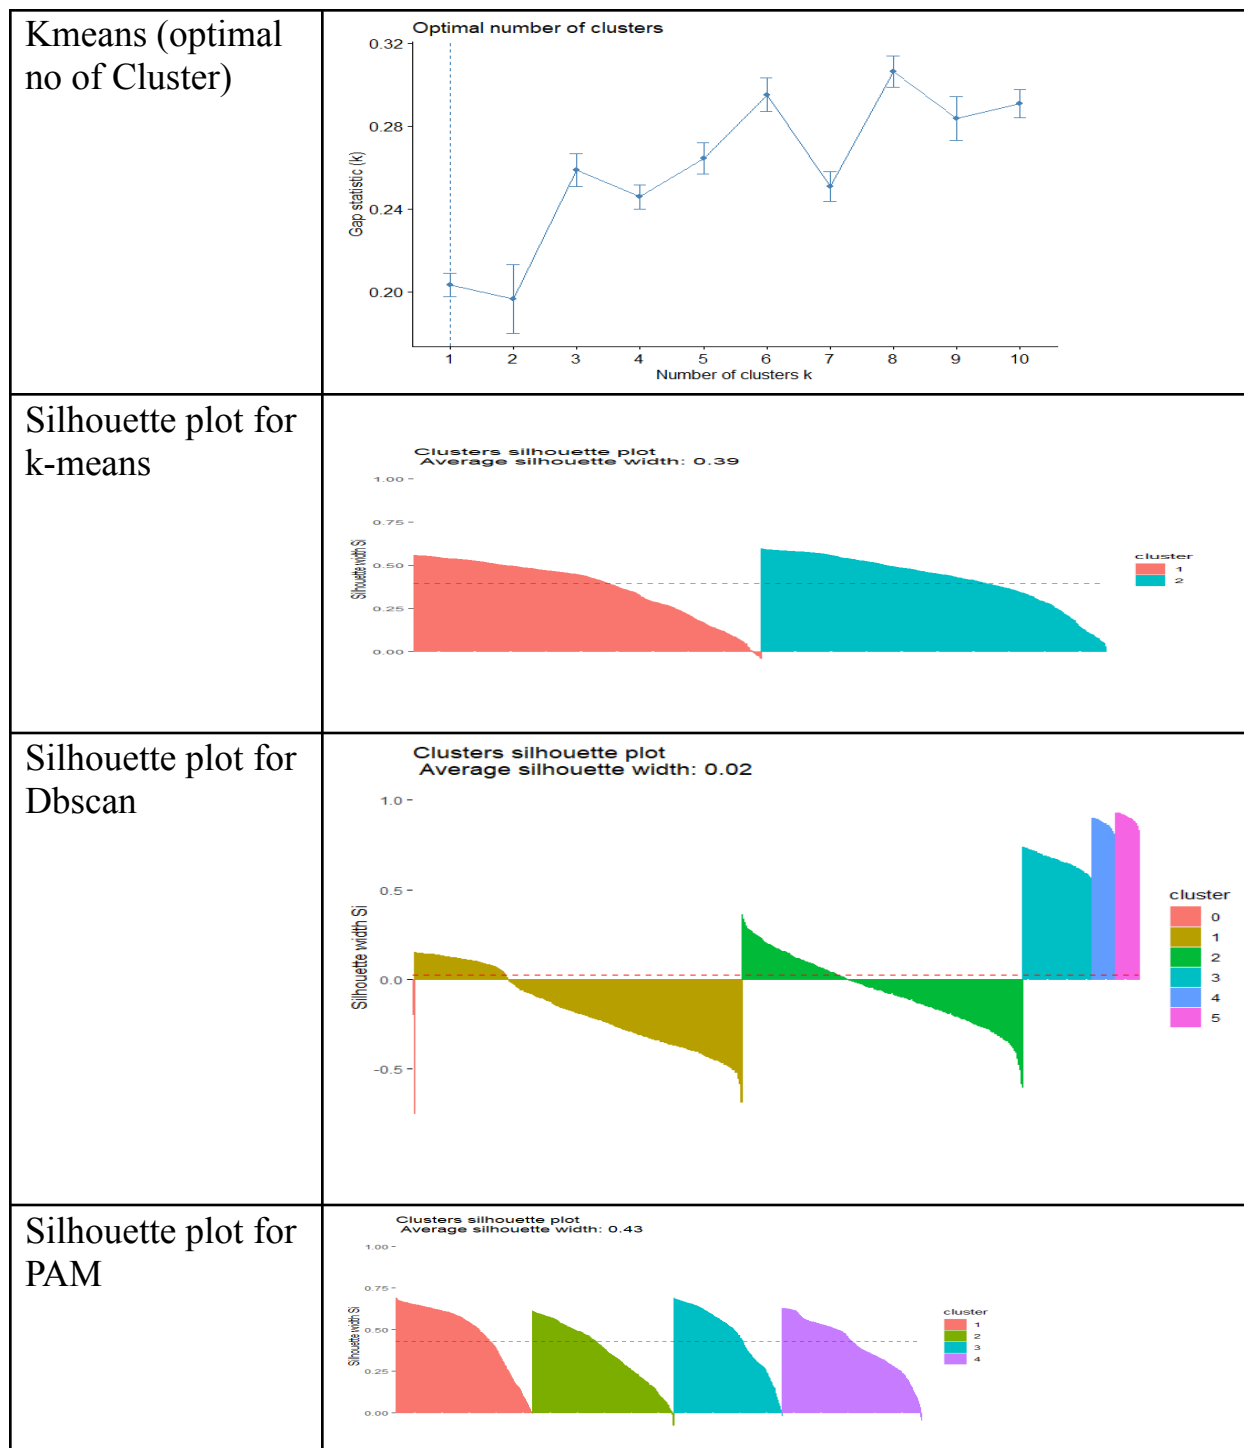 Kmeans (optimal
no of Cluster)
Optimal number of clusters
Gap statistic (k)
0.32
0.28
0.24
0.20
1 2 3 4 5 6 7 8 9 10
Number of clusters k
Silhouette plot for
k-means
Clusters silhouette plot
Average silhouette width: 0.39
Silhouette width Si
1.00
0.75
0.50
0.25
0.00
cluster
1
2
Silhouette plot for
Dbscan
Clusters silhouette plot
Average silhouette width: 0.02
Silhouette width Si
1.0
0.5
0.0
-0.5
cluster
0
1
2
3
4
5
Silhouette plot for
PAM
Clusters silhouette plot
Average silhouette width: 0.43
Silhouette width Si
1.00
0.75
0.50
0.25
0.00
cluster
1
2
3
4